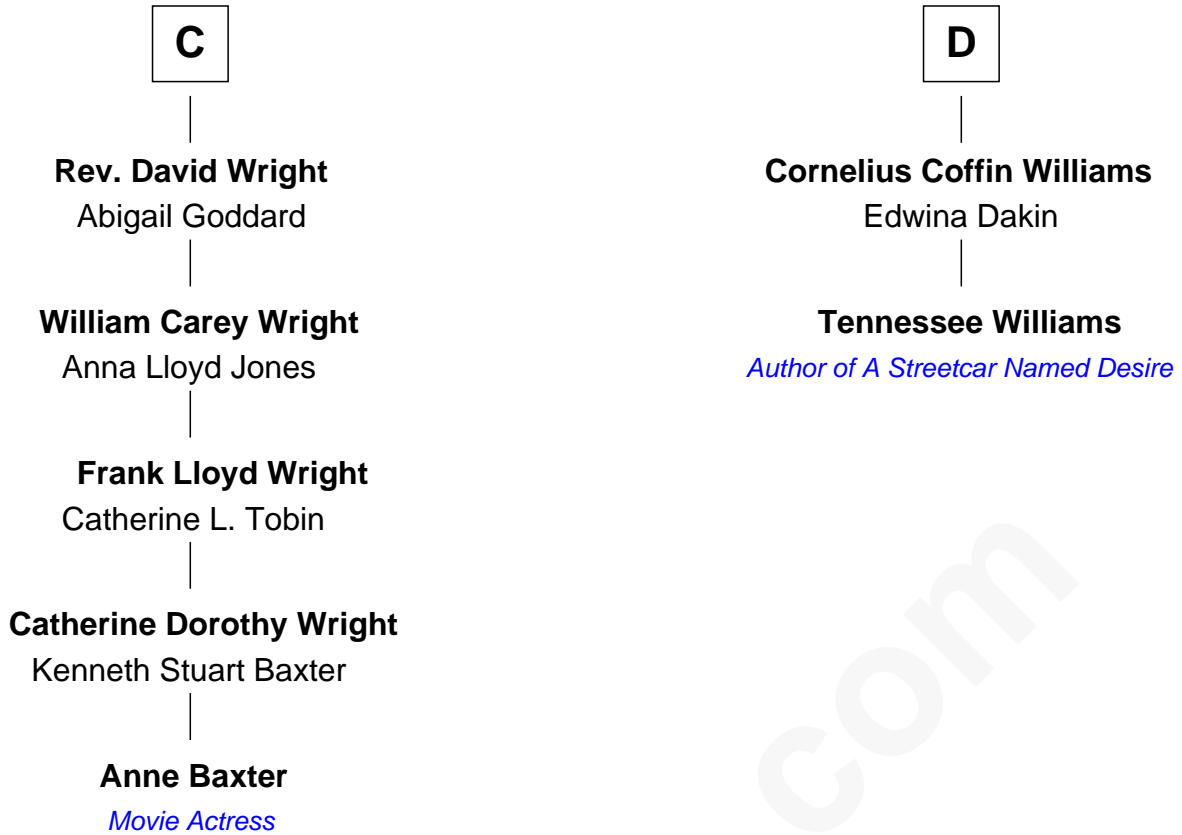 C
Rev. David Wright
Abigail Goddard
William Carey Wright
Anna Lloyd Jones
Frank Lloyd Wright
Catherine L. Tobin
Catherine Dorothy Wright
Kenneth Stuart Baxter
Anne Baxter
Movie Actress
D
Cornelius Coffin Williams
Edwina Dakin
Tennessee Williams
Author of A Streetcar Named Desire
com